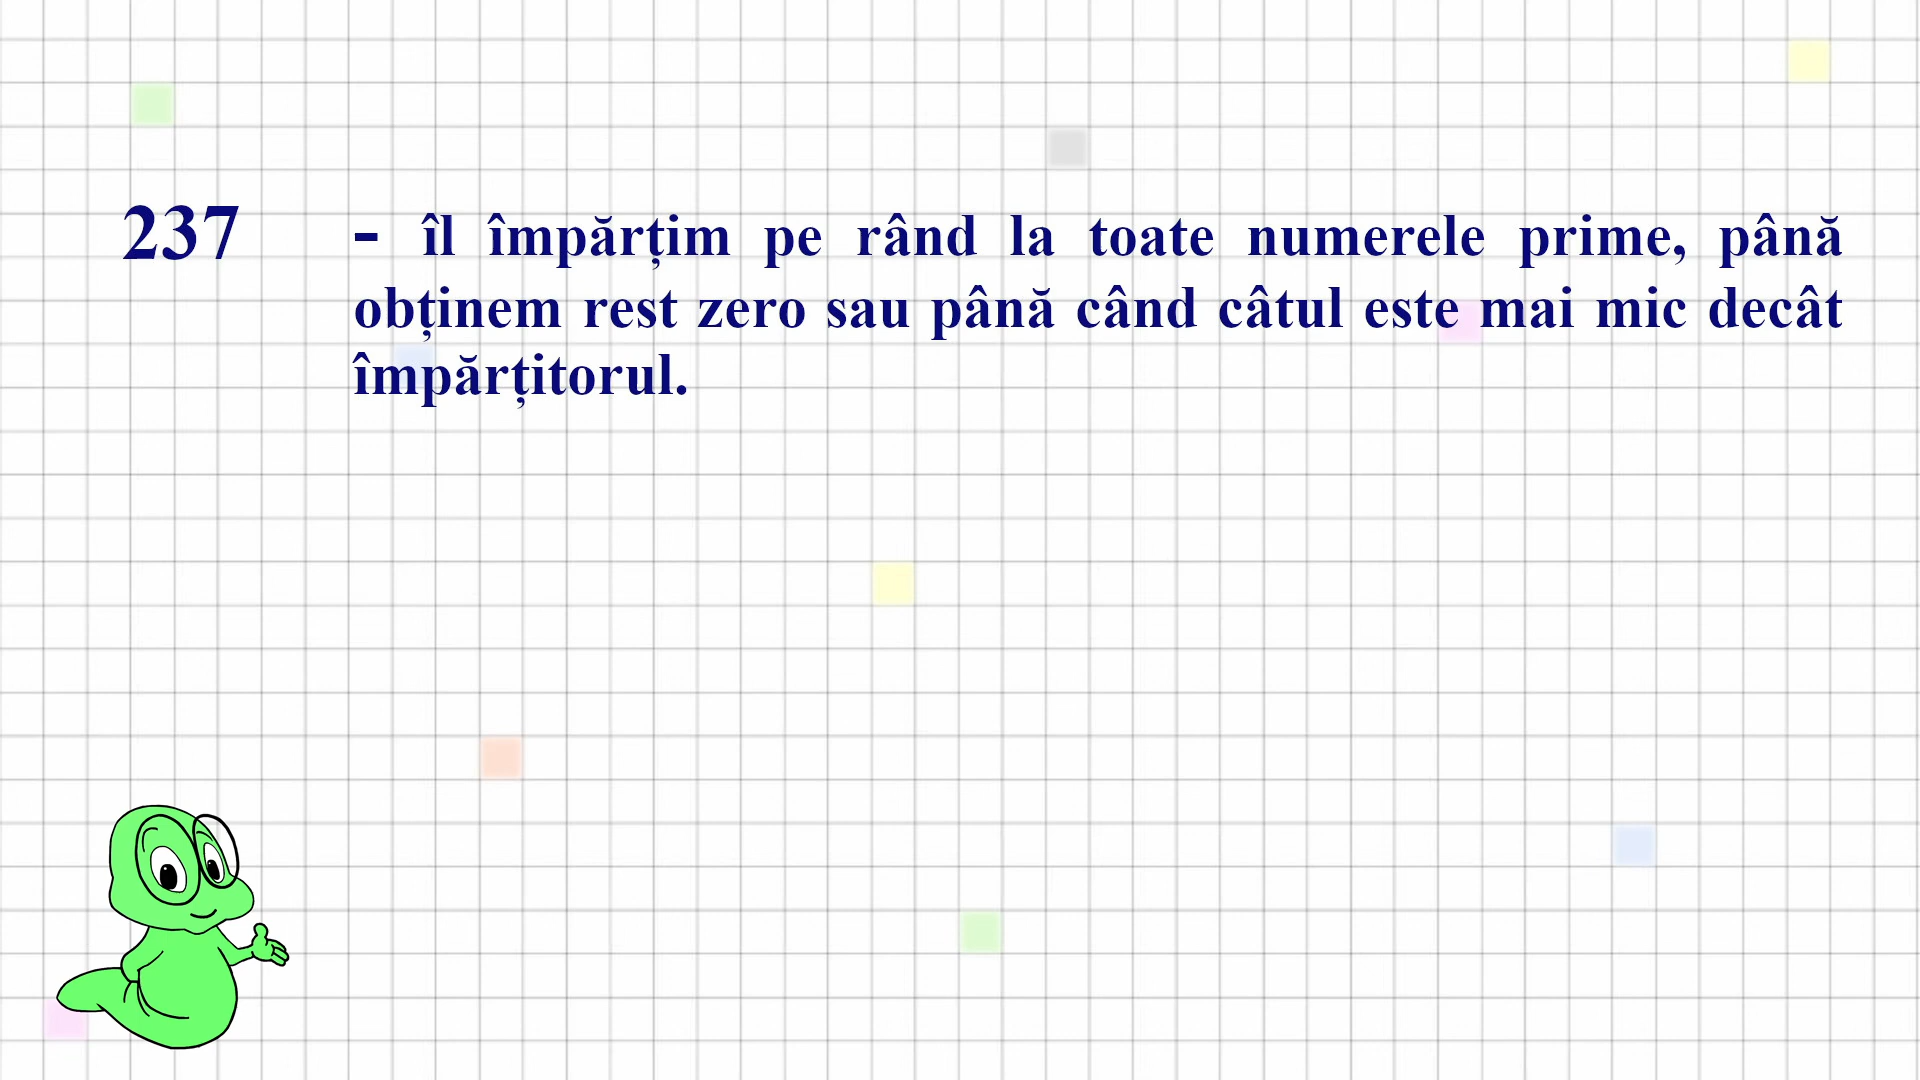 237 - îl împărțim pe rând la toate numerele prime, până
obținem rest zero sau până când câtul este mai mic decât
împărțitorul.